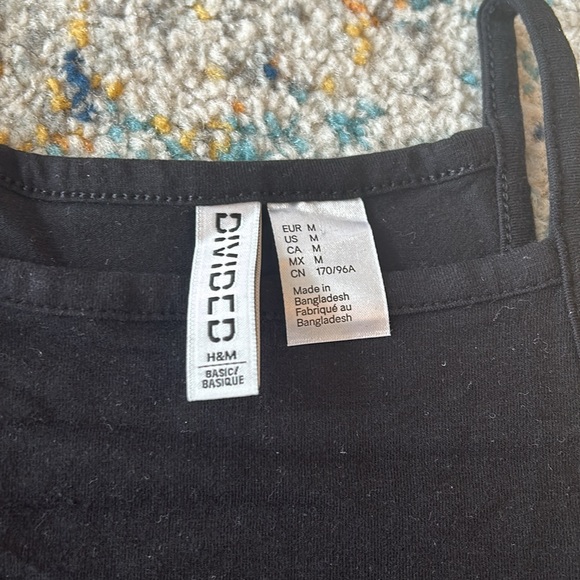 DIVIDED
H&M
BASIC/
BASIQUE
EUR M
US M
CA M
MX M
CN 170/96A
Made in
Bangladesh
Fabriqué au
Bangladesh